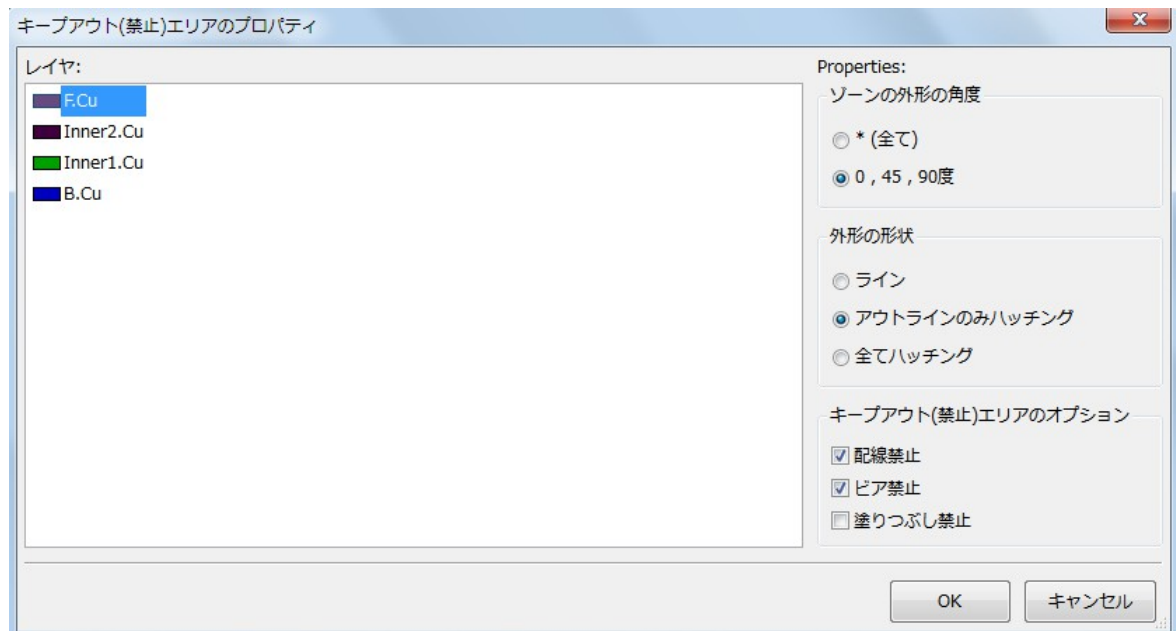 キープアウト(禁止)エリアのプロパティ
レイヤ:
F.Cu
Inner2.Cu
Inner1.Cu
B.Cu
Properties:
ゾーンの外形の角度
* (全て)
0 , 45 , 90度
外形の形状
ライン
アウトラインのみハッチング
全てハッチング
キープアウト(禁止)エリアのオプション
配線禁止
ビア禁止
塗りつぶし禁止
OK
キャンセル